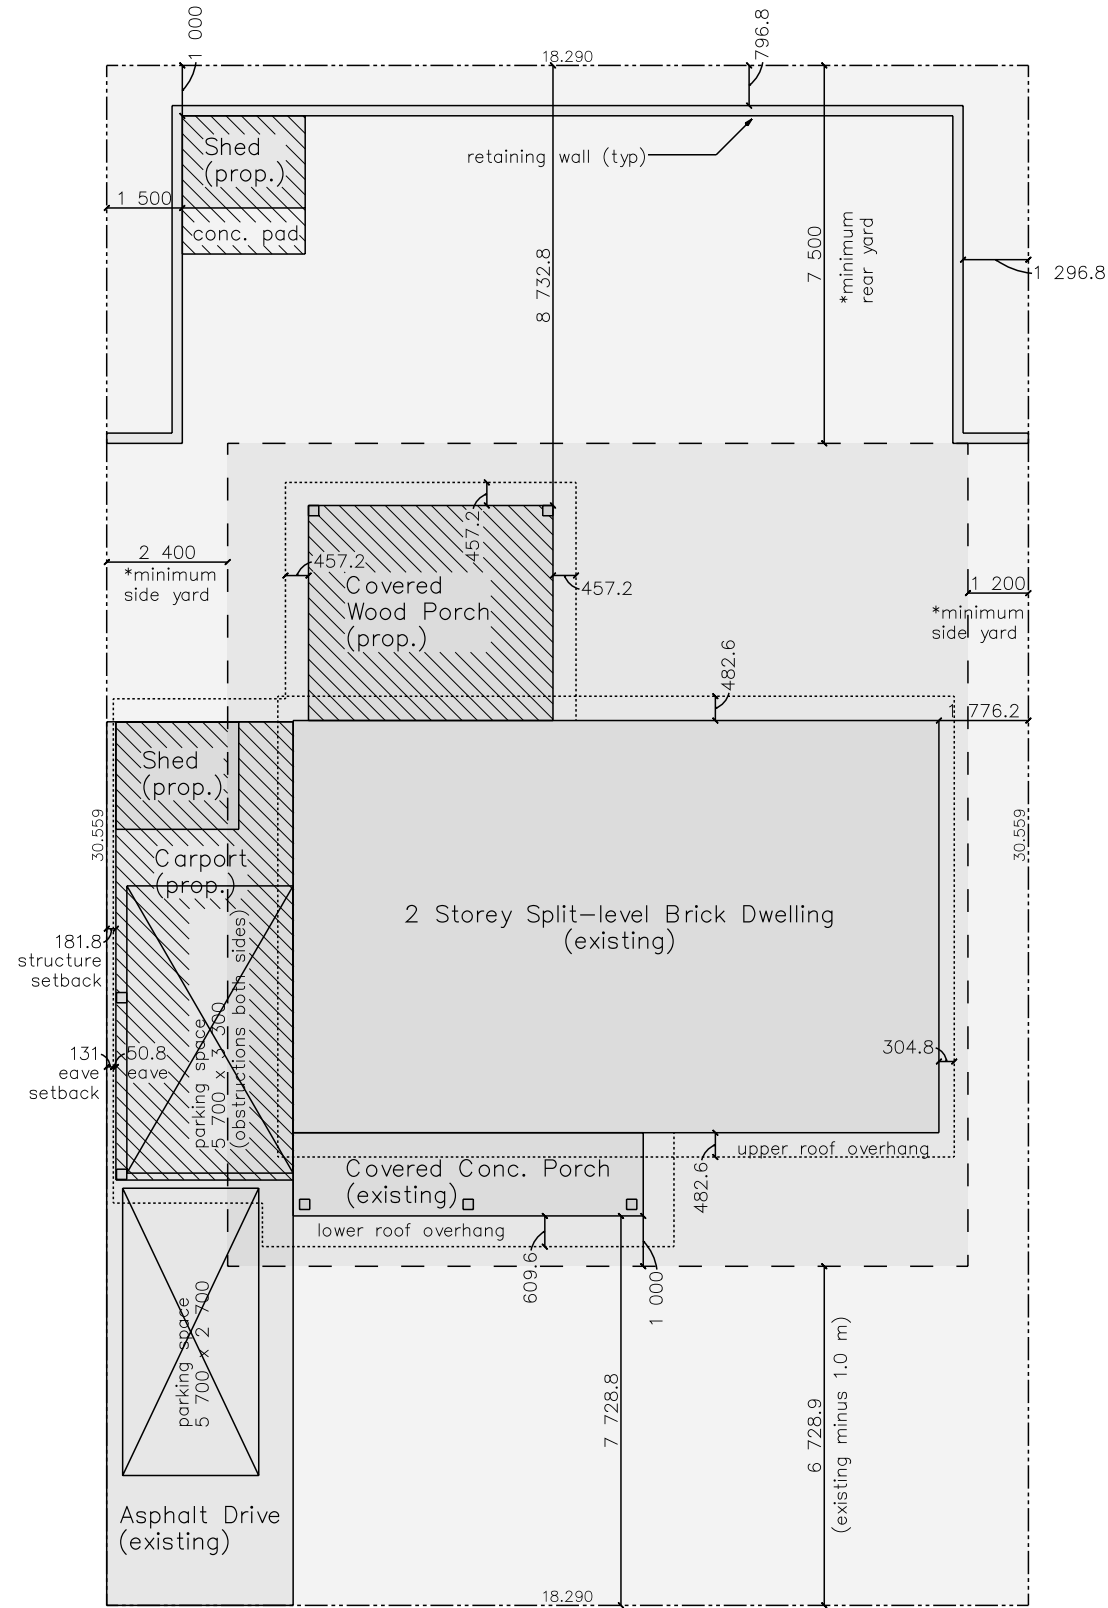 1 000
18.290
796.8
Shed
(prop.)
retaining wall (typ)
1 500
conc. pad
8 732.8
7 500
*minimum
rear yard
1 296.8
457.2
457.2
457.2
2 400
*minimum
side yard
Covered
Wood Porch
(prop.)
1 200
*minimum
side yard
482.6
1 776.2
Shed
(prop.)
30.559
30.559
Carport
(prop.)
2 Storey Split-level Brick Dwelling
(existing)
181.8
structure
setback
parking space
5 700 x 3 300
(obstructions both sides)
131
eave
setback
50.8
eave
304.8
upper roof overhang
482.6
Covered Conc. Porch
(existing)
lower roof overhang
609.6
1 000
parking space
5 700 x 2 700
7 728.8
6 728.9
(existing minus 1.0 m)
Asphalt Drive
(existing)
18.290